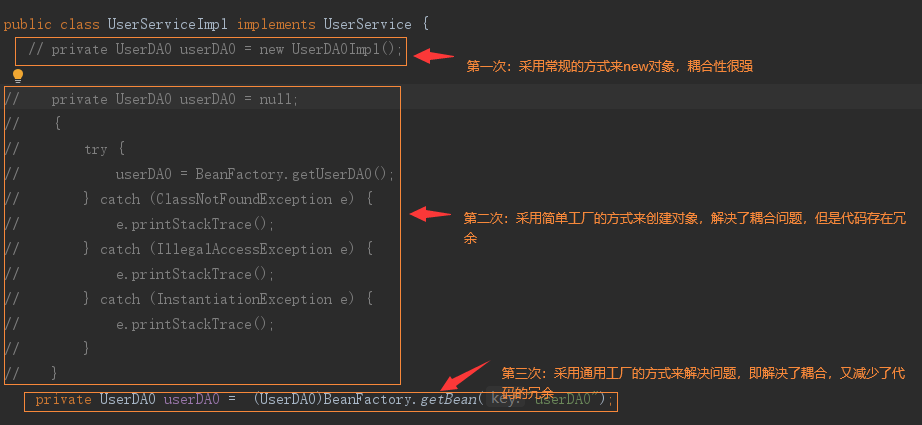 public class UserServiceImpl implements UserService {
// private UserDAO userDAO = new UserDAOImpl();
第一次：采用常规的方式来new对象，耦合性很强
// private UserDAO userDAO = null;
// {
// try {
// userDAO = BeanFactory.getUserDAO();
// } catch (ClassNotFoundException e) {
// e.printStackTrace();
// } catch (IllegalAccessException e) {
// e.printStackTrace();
// } catch (InstantiationException e) {
// e.printStackTrace();
// }
// }
第二次：采用简单工厂的方式来创建对象，解决了耦合问题，但是代码存在冗
余
第三次：采用通用工厂的方式来解决问题，即解决了耦合，又减少了代
码的冗余
private UserDAO userDAO = (UserDAO)BeanFactory.getBean( key: "userDAO");